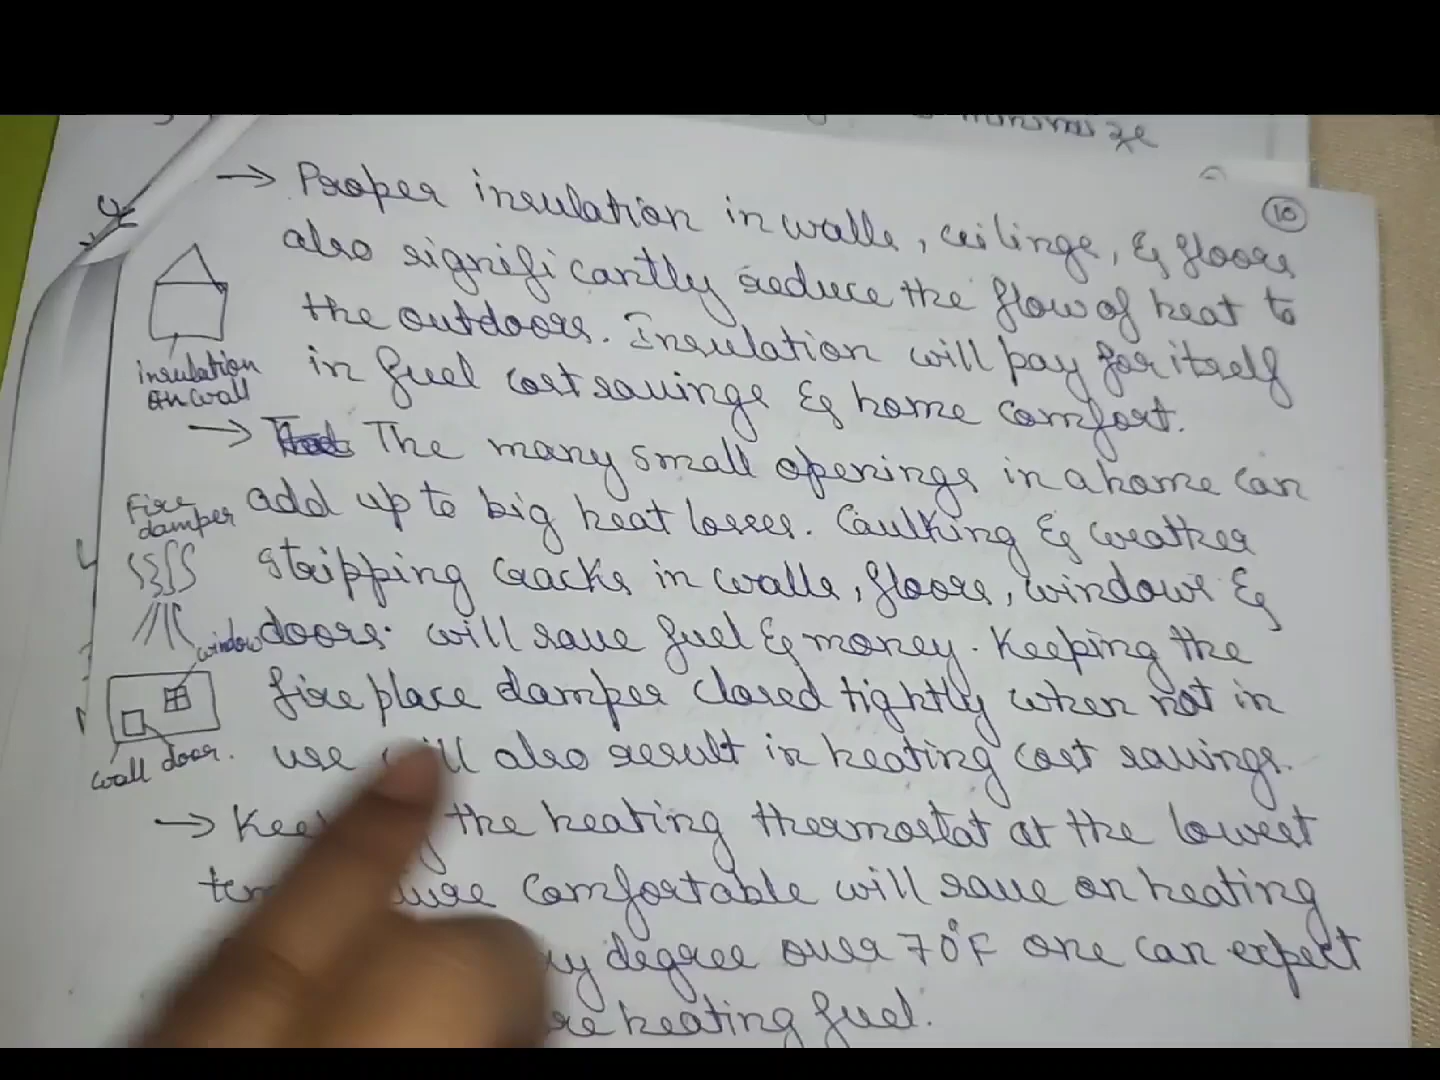 minimize
10
→ Proper insulation in walls, ceilings, & floors
also significantly reduce the flow of heat to
the outdoors. Insulation will pay for itself
in fuel cost savings & home comfort.
insulation
on wall
→ The many small openings in a home can
add up to big heat losses. Caulking & weather
stripping cracks in walls, floors, windows &
doors. will save fuel & money. Keeping the
fire place damper closed tightly when not in
use will also result in heating cost savings.
Fire
damper
window
wall door.
→ the heating thermostat at the lowest
comfortable will save on heating
degree over 70°F one can expect
heating fuel.